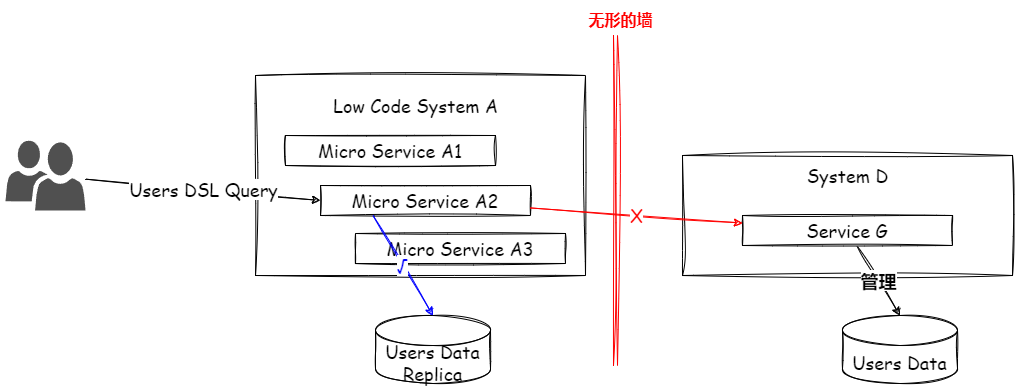 无形的墙
Low Code System A
Micro Service A1
Users DSL Query
Micro Service A2
X
System D
Service G
Micro Service A3
√
管理
Users Data
Replica
Users Data